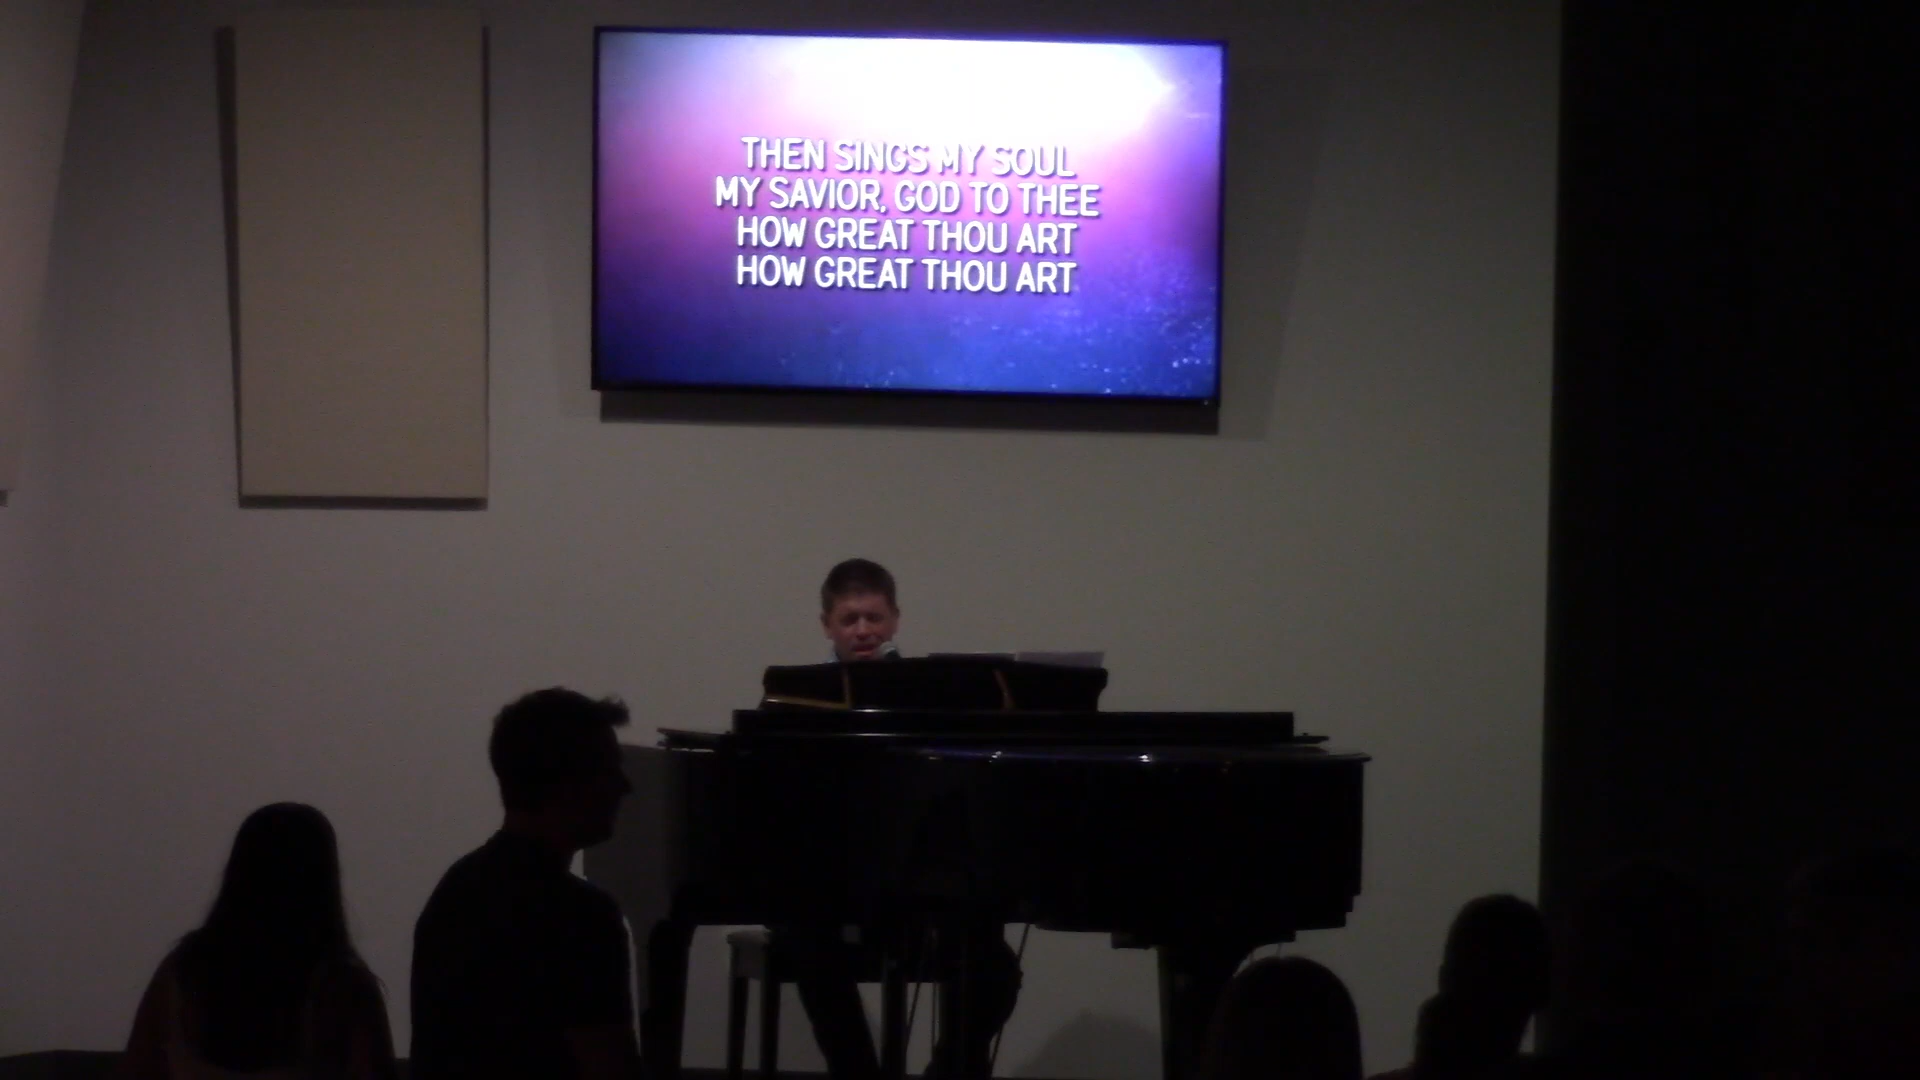 THEN SINGS MY SOUL
MY SAVIOR, GOD TO THEE
HOW GREAT THOU ART
HOW GREAT THOU ART